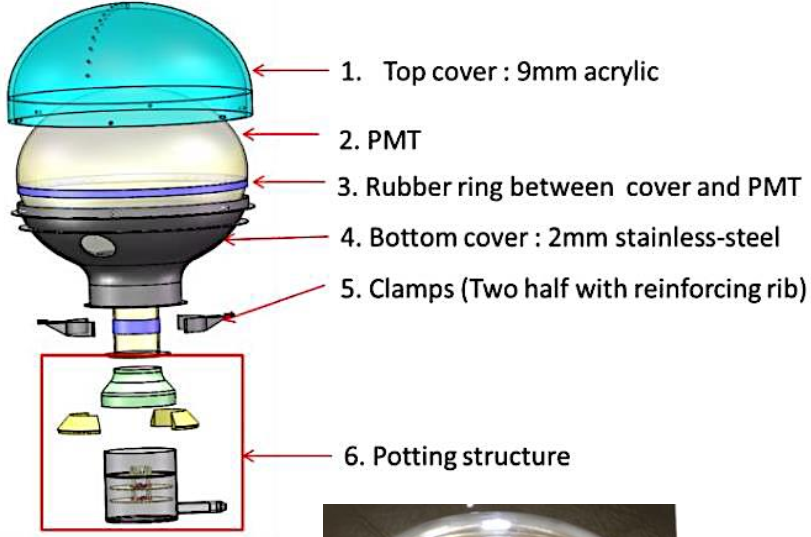 1. Top cover : 9mm acrylic
2. PMT
3. Rubber ring between cover and PMT
4. Bottom cover : 2mm stainless-steel
5. Clamps (Two half with reinforcing rib)
6. Potting structure